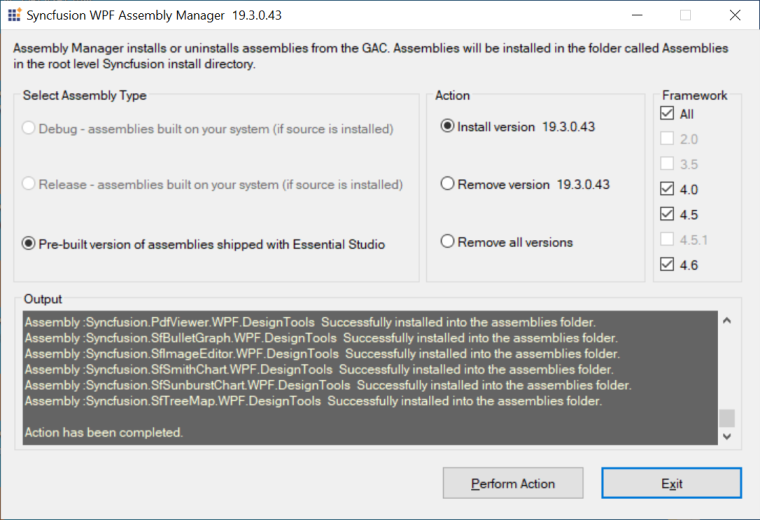 Syncfusion WPF Assembly Manager 19.3.0.43
Assembly Manager installs or uninstalls assemblies from the GAC. Assemblies will be installed in the folder called Assemblies
in the root level Syncfusion install directory.
Select Assembly Type
Debug - assemblies built on your system (if source is installed)
Release - assemblies built on your system (if source is installed)
Pre-built version of assemblies shipped with Essential Studio
Action
Install version 19.3.0.43
Remove version 19.3.0.43
Remove all versions
Framework
All
2.0
3.5
4.0
4.5
4.5.1
4.6
Output
Assembly :Syncfusion.PdfViewer.WPF.DesignTools Successfully installed into the assemblies folder.
Assembly :Syncfusion.SfBulletGraph.WPF.DesignTools Successfully installed into the assemblies folder.
Assembly :Syncfusion.SfImageEditor.WPF.DesignTools Successfully installed into the assemblies folder.
Assembly :Syncfusion.SfSmithChart.WPF.DesignTools Successfully installed into the assemblies folder.
Assembly :Syncfusion.SfSunburstChart.WPF.DesignTools Successfully installed into the assemblies folder.
Assembly :Syncfusion.SfTreeMap.WPF.DesignTools Successfully installed into the assemblies folder.
Action has been completed.
Perform Action
Exit